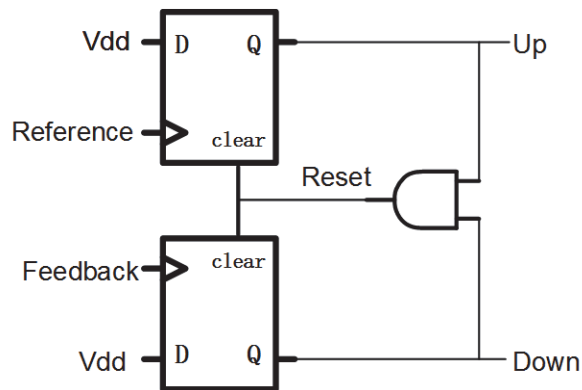 Vdd
D
Q
Up
Reference
clear
Reset
Feedback
clear
Vdd
D
Q
Down